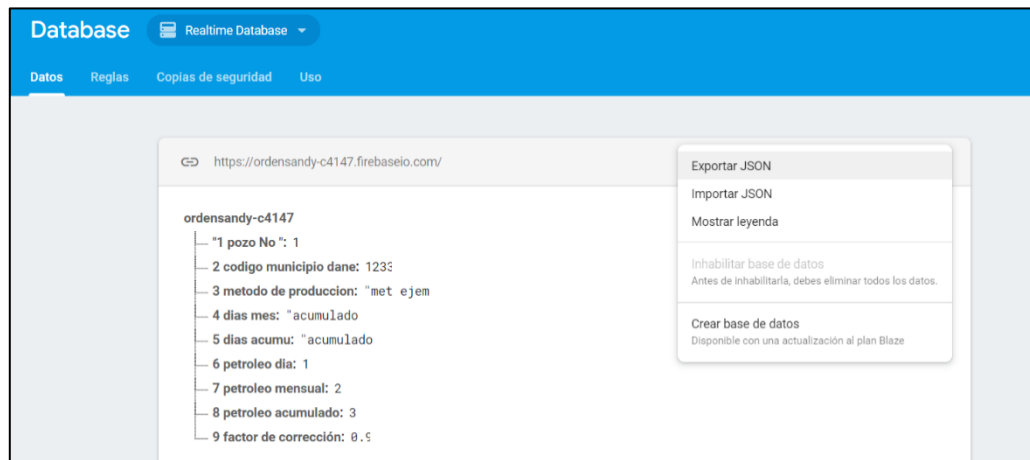 Database Realtime Database
Datos Reglas Copias de seguridad Uso
https://ordensandy-c4147.firebaseio.com/
ordensandy-c4147
"1 pozo No ": 1
2 codigo municipio dane: 1233
3 metodo de produccion: "met ejem
4 dias mes: "acumulado
5 dias acumu: "acumulado
6 petroleo dia: 1
7 petroleo mensual: 2
8 petroleo acumulado: 3
9 factor de corrección: 0.9
Exportar JSON
Importar JSON
Mostrar leyenda
Inhabilitar base de datos
Antes de inhabilitarla, debes eliminar todos los datos.
Crear base de datos
Disponible con una actualización al plan Blaze